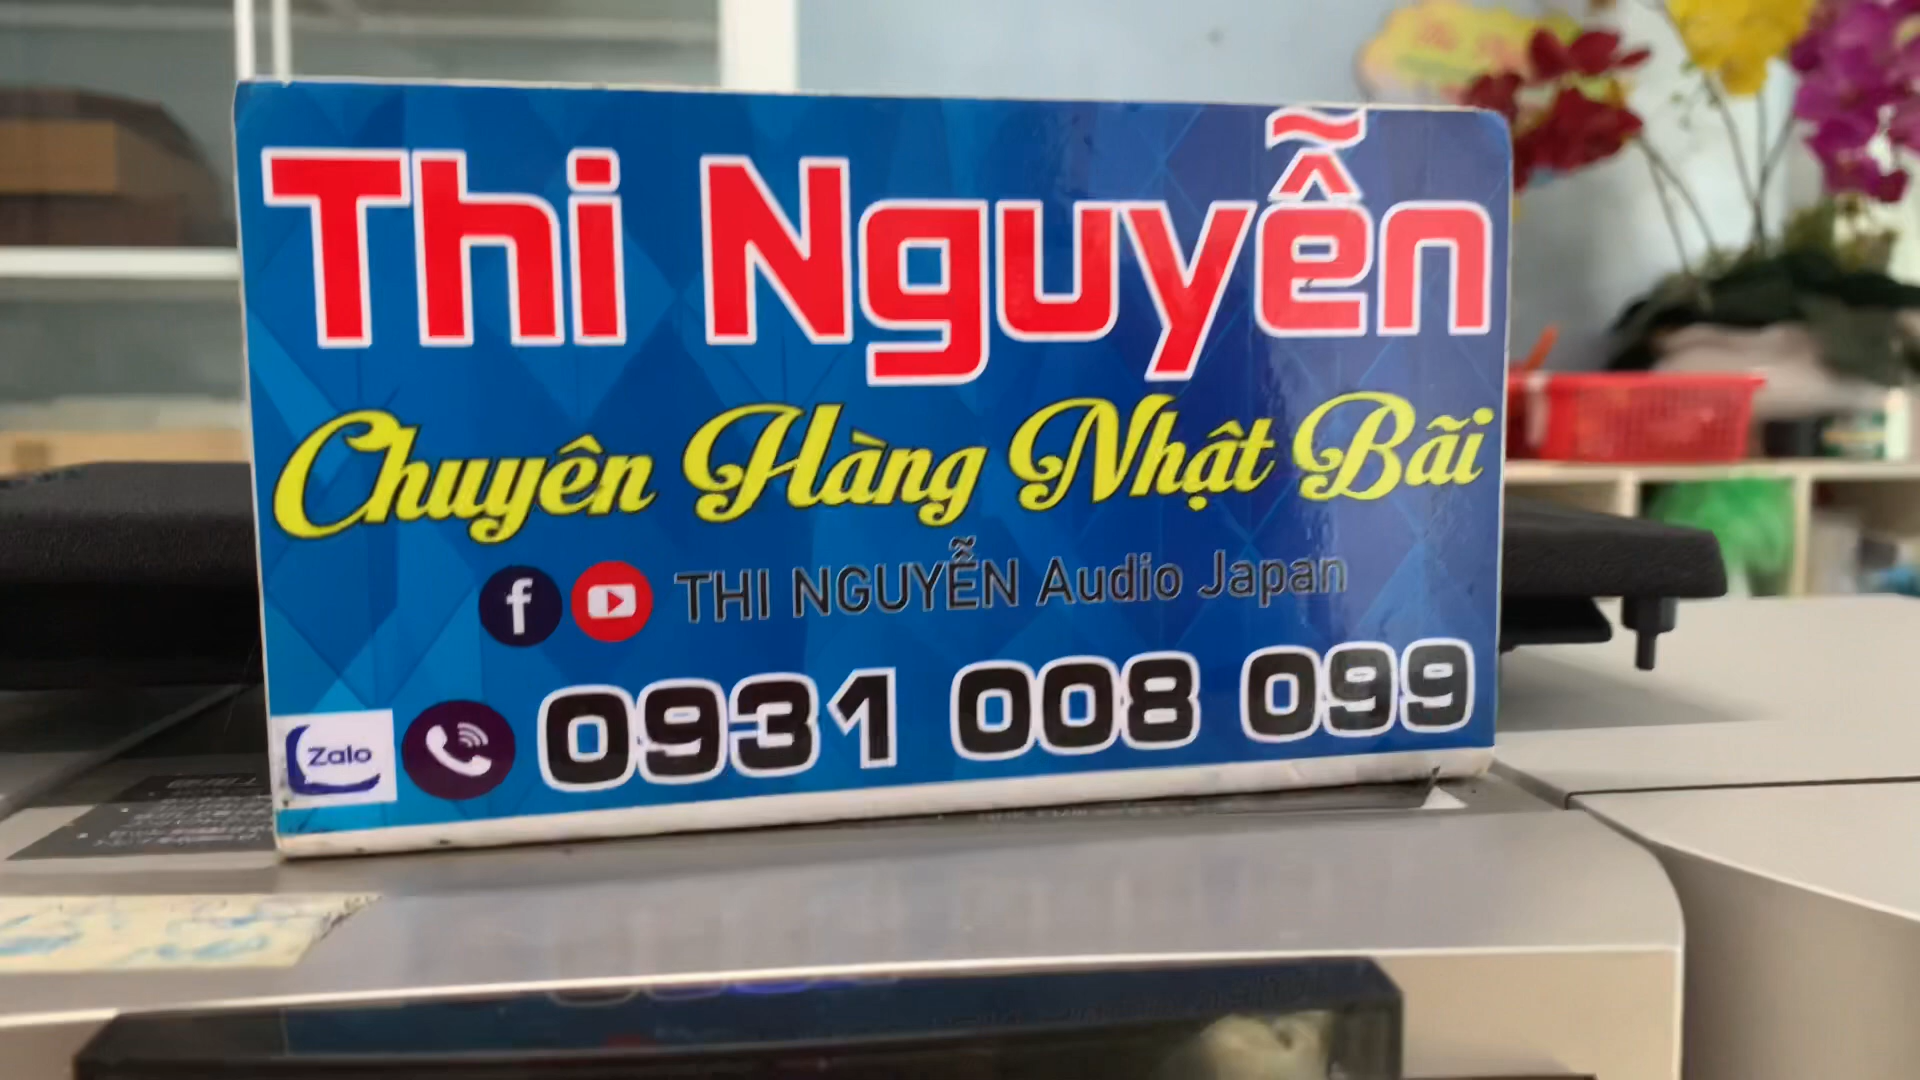 Thi Nguyễn
Chuyên Hàng Nhật Bãi
THI NGUYỄN Audio Japan
Zalo 0931 008 099